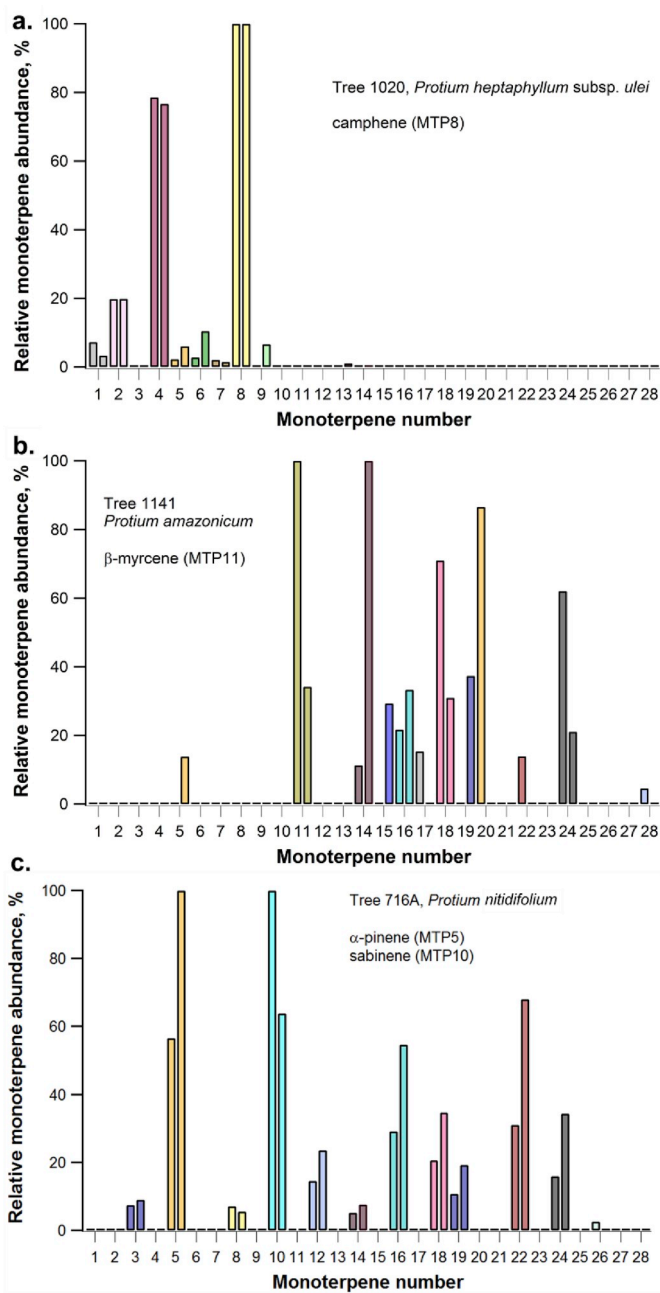 a.
Relative monoterpene abundance, %
100
80
60
40
20
0
Tree 1020, Protium heptaphyllum subsp. ulei
camphene (MTP8)
1 2 3 4 5 6 7 8 9 10 11 12 13 14 15 16 17 18 19 20 21 22 23 24 25 26 27 28
Monoterpene number
b.
Relative monoterpene abundance, %
100
80
60
40
20
0
Tree 1141
Protium amazonicum
β-myrcene (MTP11)
1 2 3 4 5 6 7 8 9 10 11 12 13 14 15 16 17 18 19 20 21 22 23 24 25 26 27 28
Monoterpene number
c.
Relative monoterpene abundance, %
100
80
60
40
20
0
Tree 716A, Protium nitidifolium
α-pinene (MTP5)
sabinene (MTP10)
1 2 3 4 5 6 7 8 9 10 11 12 13 14 15 16 17 18 19 20 21 22 23 24 25 26 27 28
Monoterpene number